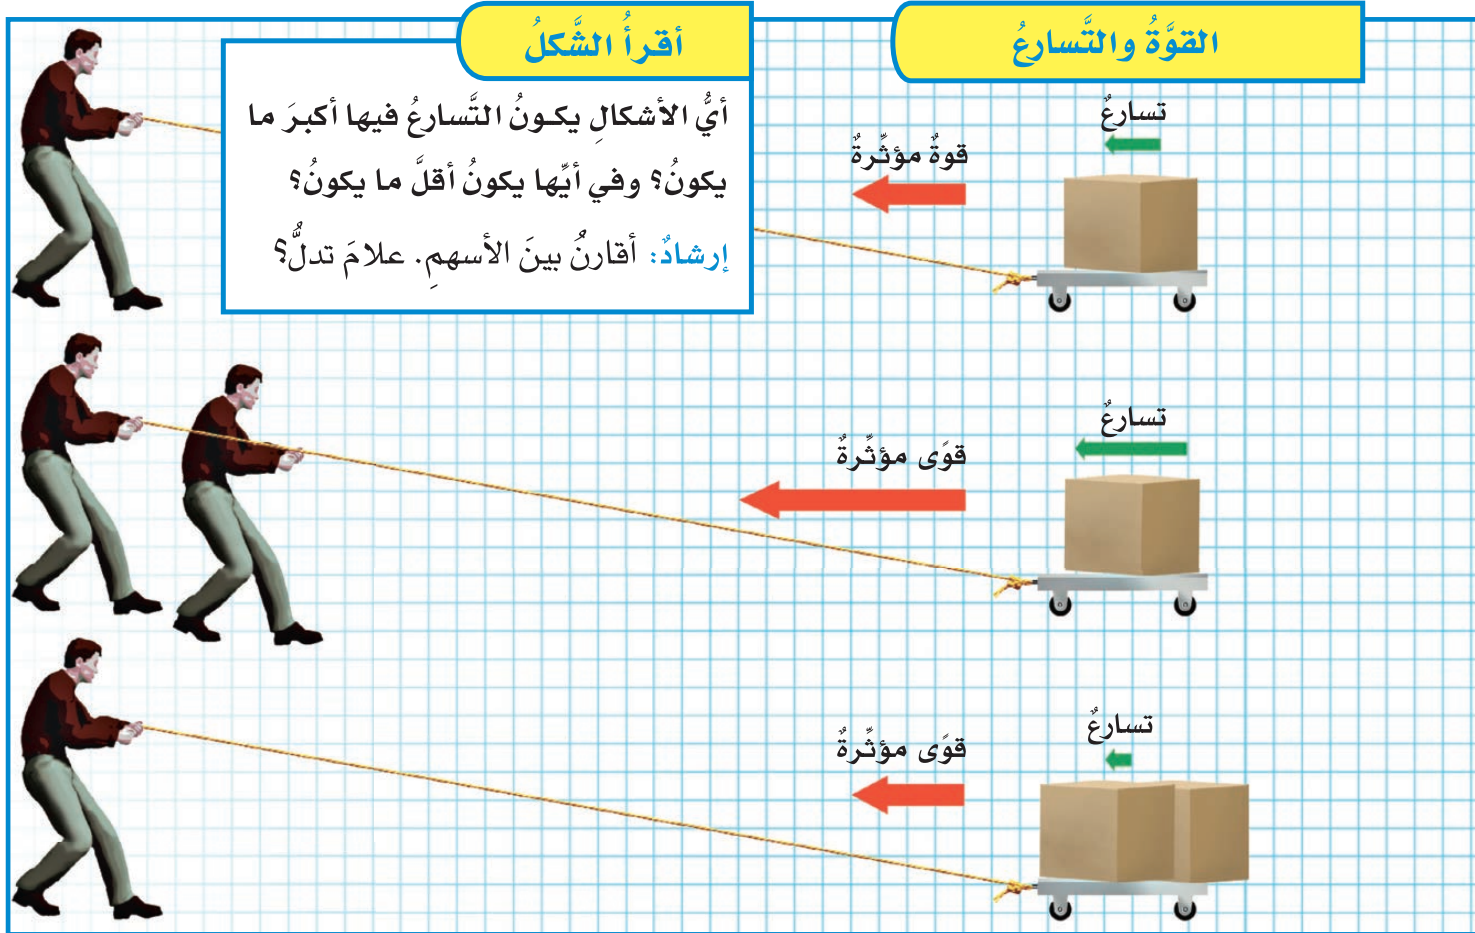 القوَّةُ والتَّسارعُ
أقرأُ الشَّكلُ
أيُّ الأشكالِ يكونُ التَّسارعُ فيها أكبرَ ما
يكونُ؟ وفي أيِّها يكونُ أقلَّ ما يكونُ؟
إرشادٌ: أقارنُ بينَ الأسهمِ. علامَ تدلُّ؟
تسارعٌ
قوةٌ مؤثِّرةٌ
تسارعٌ
قوًى مؤثِّرةٌ
تسارعٌ
قوًى مؤثِّرةٌ